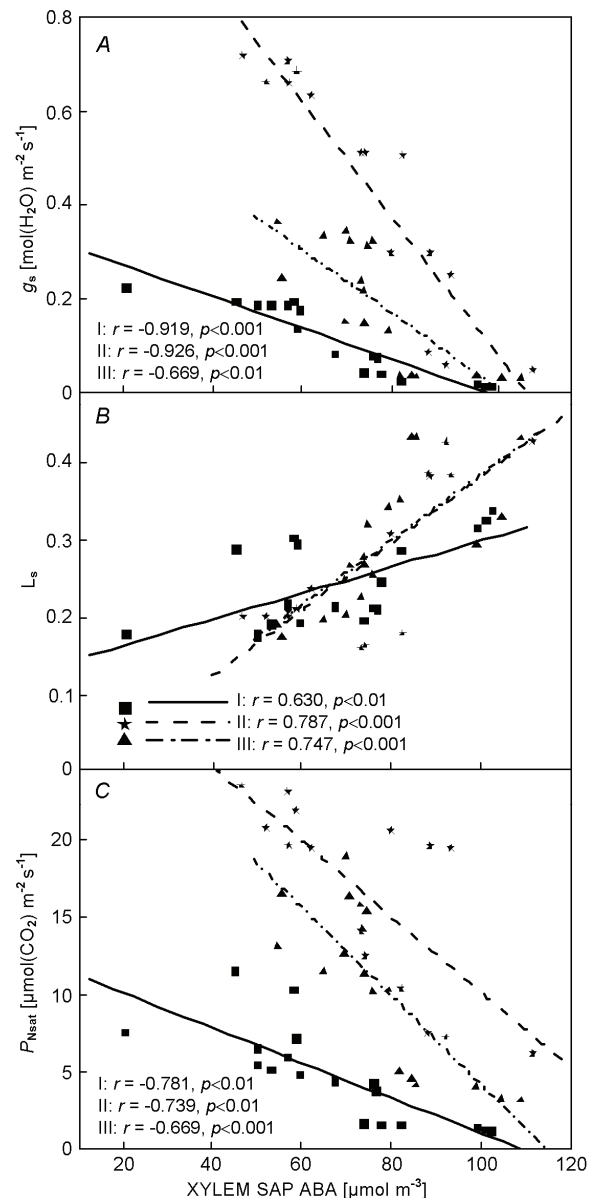 A
0.8
0.6
0.4
0.2
0
gs [mol(H2O) m-2 s-1]
I: r = -0.919, p<0.001
II: r = -0.926, p<0.001
III: r = -0.669, p<0.01
B
0.4
0.3
0.2
0.1
0
Ls
I: r = 0.630, p<0.01
II: r = 0.787, p<0.001
III: r = 0.747, p<0.001
C
20
15
10
5
0
PNsat [μmol(CO2) m-2 s-1]
I: r = -0.781, p<0.01
II: r = -0.739, p<0.01
III: r = -0.669, p<0.001
20 40 60 80 100 120
XYLEM SAP ABA [μmol m-3]